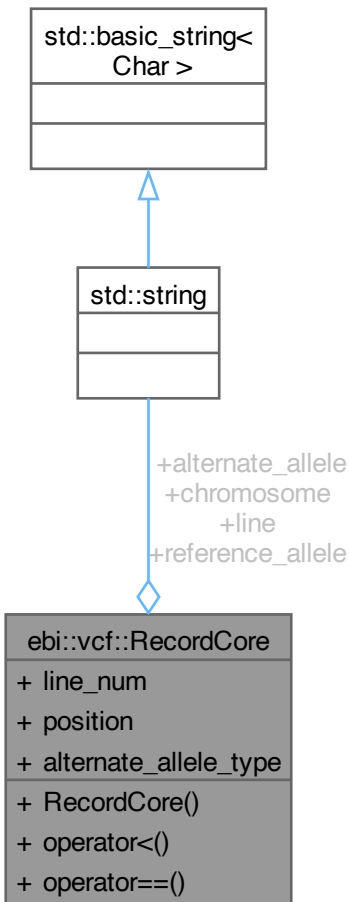 std::basic_string<
Char >
std::string
+alternate_allele
+chromosome
+line
+reference_allele
ebi::vcf::RecordCore
+ line_num
+ position
+ alternate_allele_type
+ RecordCore()
+ operator<()
+ operator==()